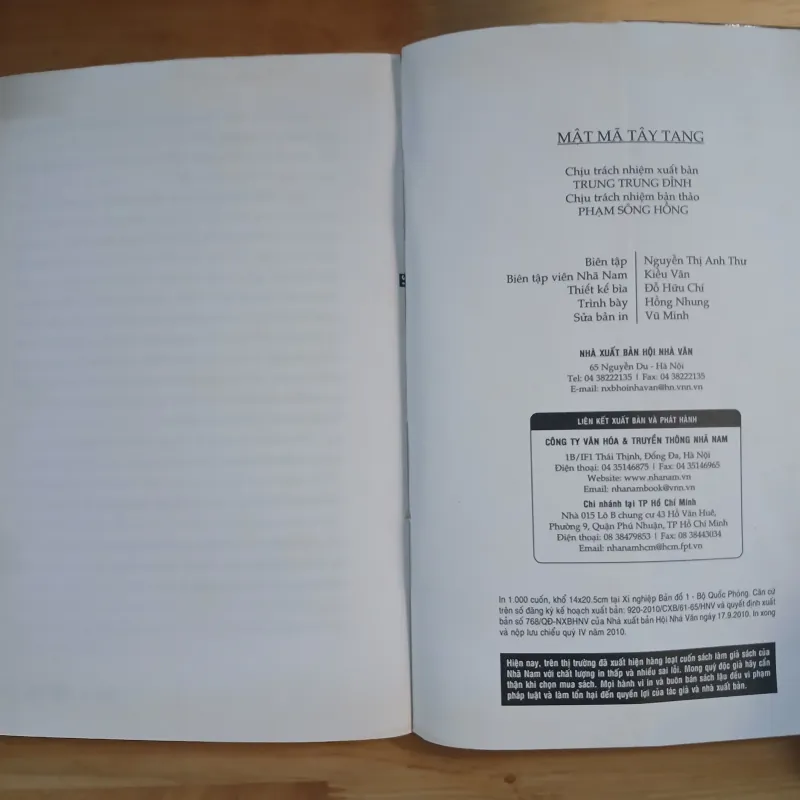 MẬT MÃ TÂY TẠNG
Chịu trách nhiệm xuất bản
TRUNG TRUNG ĐỈNH
Chịu trách nhiệm bản thảo
PHẠM SÔNG HỒNG
Biên tập | Nguyễn Thị Anh Thư
Biên tập viên Nhã Nam | Kiều Vân
Thiết kế bìa | Đỗ Hữu Chí
Trình bày | Hồng Nhung
Sửa bản in | Vũ Minh
NHÀ XUẤT BẢN HỘI NHÀ VĂN
65 Nguyễn Du - Hà Nội
Tel: 04 38222135 | Fax: 04 38222135
E-mail: nxbhoinhavan@hn.vnn.vn
LIÊN KẾT XUẤT BẢN VÀ PHÁT HÀNH
CÔNG TY VĂN HÓA & TRUYỀN THÔNG NHÃ NAM
1B/IF1 Thái Thịnh, Đống Đa, Hà Nội
Điện thoại: 04 35146875 | Fax: 04 35146965
Website: www.nhanam.vn
Email: nhanambook@vnn.vn
Chi nhánh tại TP Hồ Chí Minh
Nhà 015 Lô B chung cư 43 Hồ Văn Huê,
Phường 9, Quận Phú Nhuận, TP Hồ Chí Minh
Điện thoại: 08 38479853 | Fax: 08 38443034
Email: nhanamhcm@hcm.fpt.vn
In 1.000 cuốn, khổ 14x20.5cm tại Xí nghiệp Bản đồ 1 - Bộ Quốc Phòng. Căn cứ
trên số đăng ký kế hoạch xuất bản: 920-2010/CXB/61-65/HNV và quyết định xuất
bản số 768/QĐ-NXBHNV của Nhà xuất bản Hội Nhà Văn ngày 17.9.2010. In xong
và nộp lưu chiểu quý IV năm 2010.
Hiện nay, trên thị trường đã xuất hiện hàng loạt cuốn sách làm giả sách của
Nhã Nam với chất lượng in thấp và nhiều sai lỗi. Mong quý độc giả hãy cẩn
thận khi chọn mua sách. Mọi hành vi in và buôn bán sách lậu đều vi phạm
pháp luật và làm tổn hại đến quyền lợi của tác giả và nhà xuất bản.